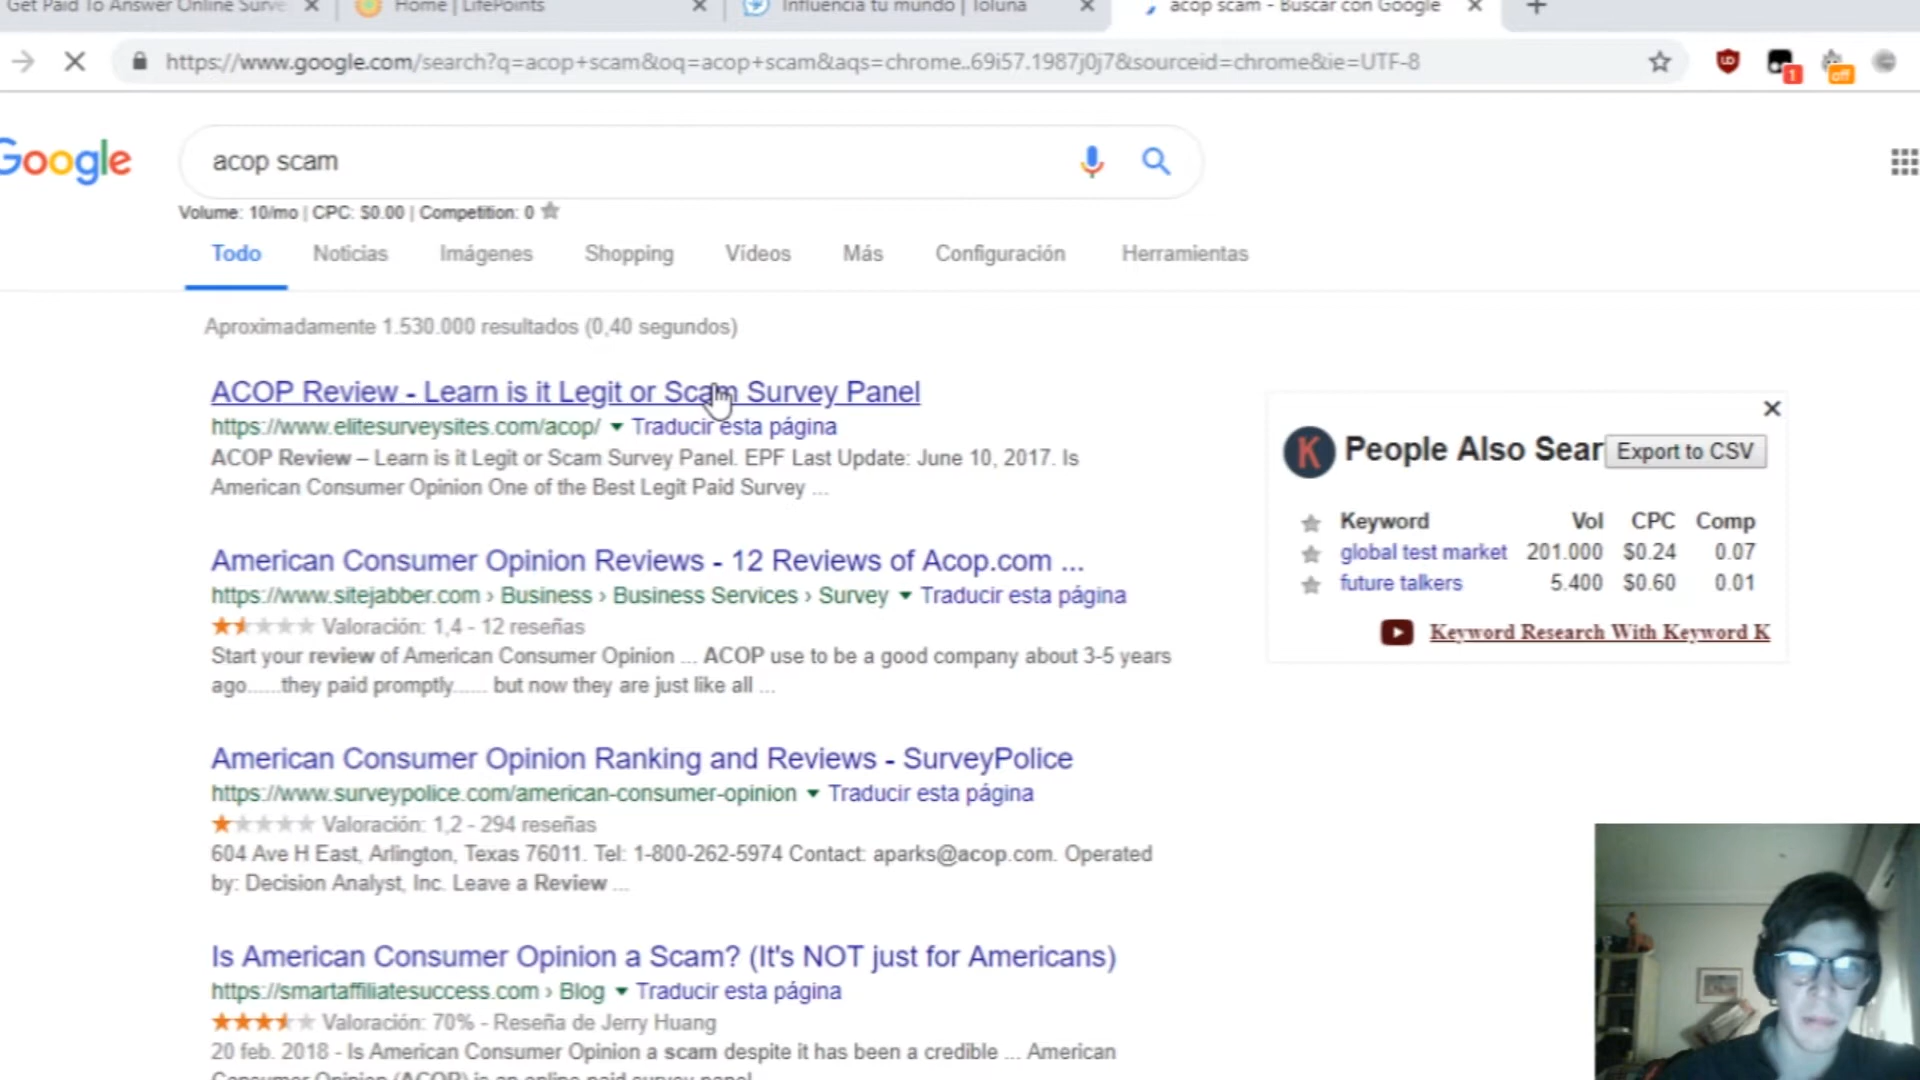 Get Paid To Answer Online Surve
Home | LifePoints
Influencia tu mundo | Toluna
acop scam - Buscar con Google
https://www.google.com/search?q=acop+scam&oq=acop+scam&aqs=chrome..69i57.1987j0j7&sourceid=chrome&ie=UTF-8
1
off
Google
acop scam
Volume: 10/mo | CPC: $0.00 | Competition: 0
Todo Noticias Imágenes Shopping Vídeos Más Configuración Herramientas
Aproximadamente 1.530.000 resultados (0,40 segundos)
ACOP Review - Learn is it Legit or Scam Survey Panel
https://www.elitesurveysites.com/acop/ Traducir esta página
ACOP Review – Learn is it Legit or Scam Survey Panel. EPF Last Update: June 10, 2017. Is
American Consumer Opinion One of the Best Legit Paid Survey ...
American Consumer Opinion Reviews - 12 Reviews of Acop.com ...
https://www.sitejabber.com › Business › Business Services › Survey Traducir esta página
Valoración: 1,4 - 12 reseñas
Start your review of American Consumer Opinion ... ACOP use to be a good company about 3-5 years
ago......they paid promptly...... but now they are just like all ...
American Consumer Opinion Ranking and Reviews - SurveyPolice
https://www.surveypolice.com/american-consumer-opinion Traducir esta página
Valoración: 1,2 - 294 reseñas
604 Ave H East, Arlington, Texas 76011. Tel: 1-800-262-5974 Contact: aparks@acop.com. Operated
by: Decision Analyst, Inc. Leave a Review ...
Is American Consumer Opinion a Scam? (It's NOT just for Americans)
https://smartaffiliatesuccess.com › Blog Traducir esta página
Valoración: 70% - Reseña de Jerry Huang
20 feb. 2018 - Is American Consumer Opinion a scam despite it has been a credible ... American
Consumer Opinion (ACOP) is an online paid survey panel
K People Also Sear Export to CSV
Keyword Vol CPC Comp
global test market 201.000 $0.24 0.07
future talkers 5.400 $0.60 0.01
Keyword Research With Keyword K